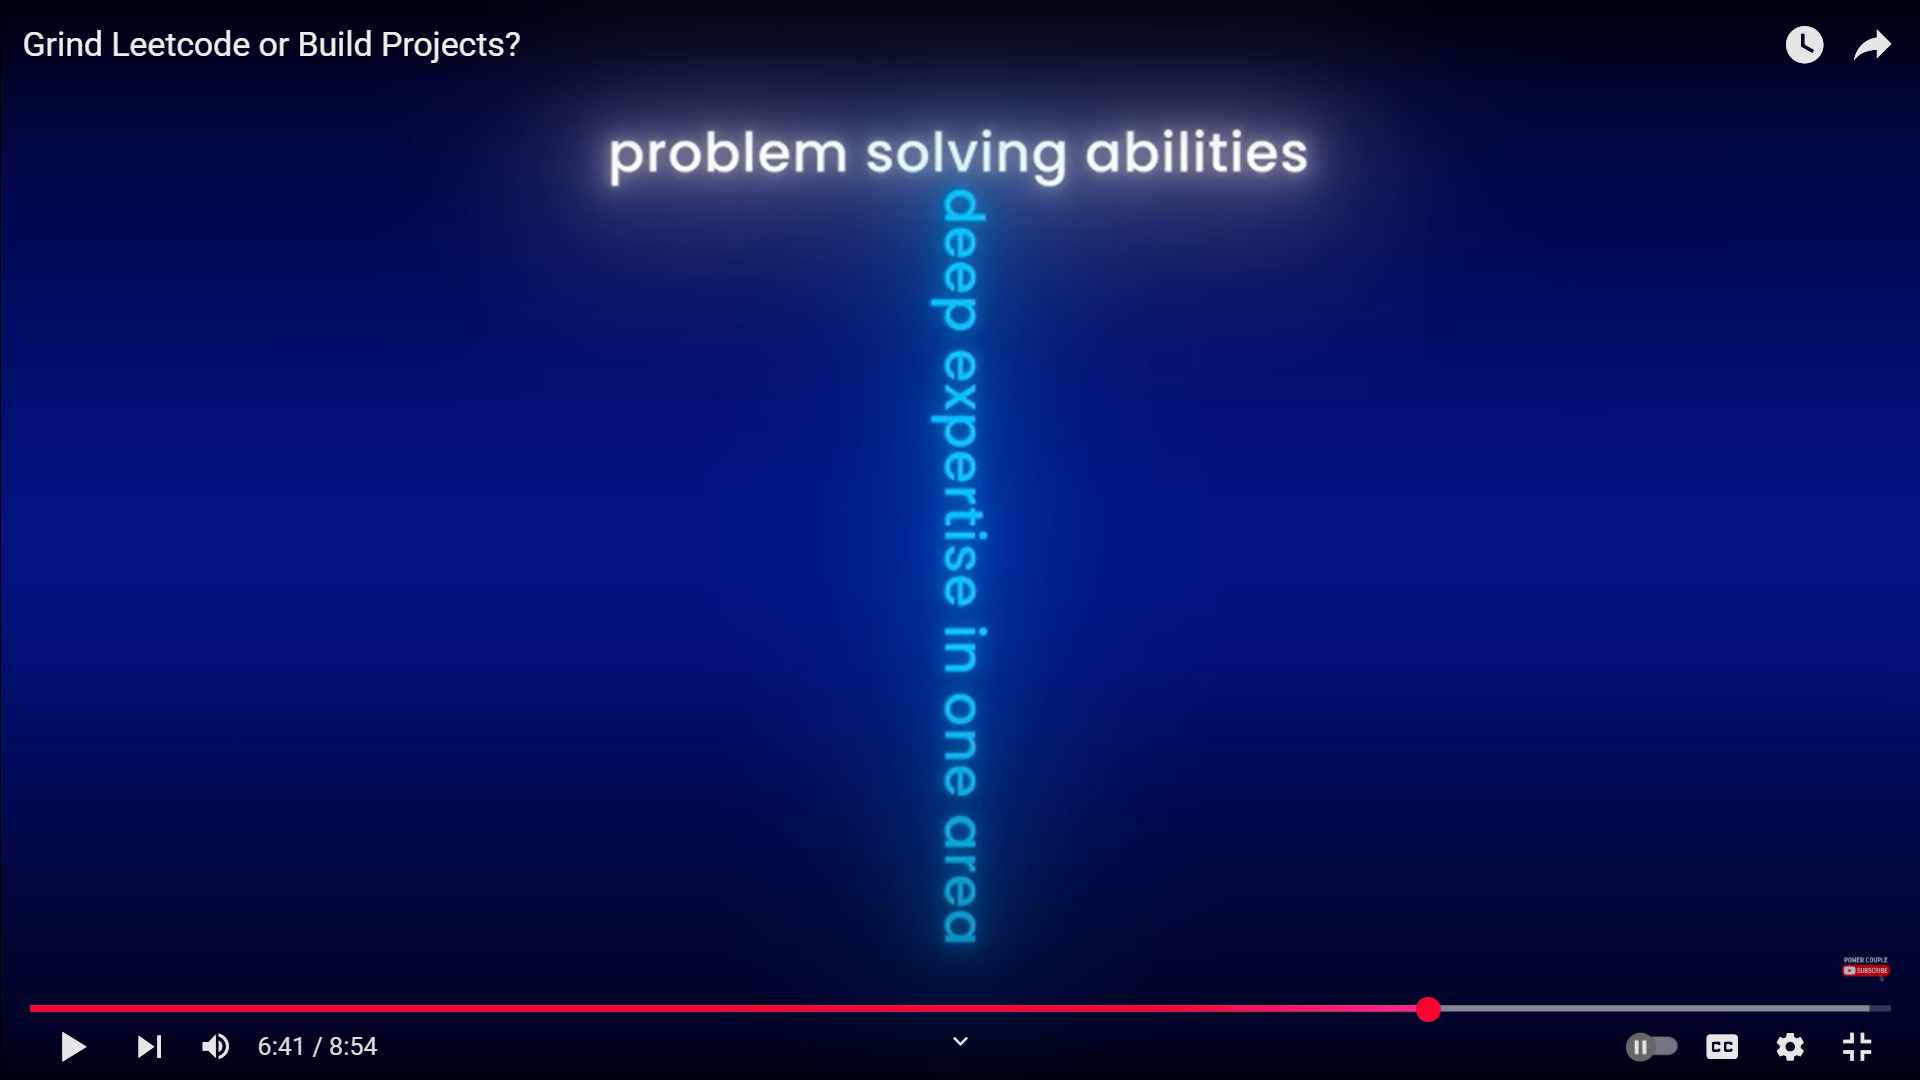 Grind Leetcode or Build Projects?
problem solving abilities
deep expertise in one area
POWER COUPLE
SUBSCRIBE
6:41 / 8:54
CC